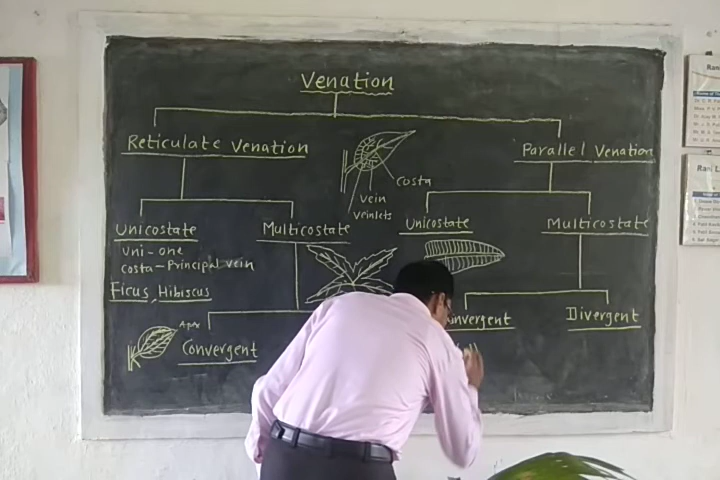 Venation
Reticulate Venation
Parallel Venation
Costa
Vein
Veinlets
Unicostate
Uni-one
Costa-Principal vein
Ficus, Hibiscus
Multicostate
Unicostate
Multicostate
Apex
Convergent
Divergent
Convergent